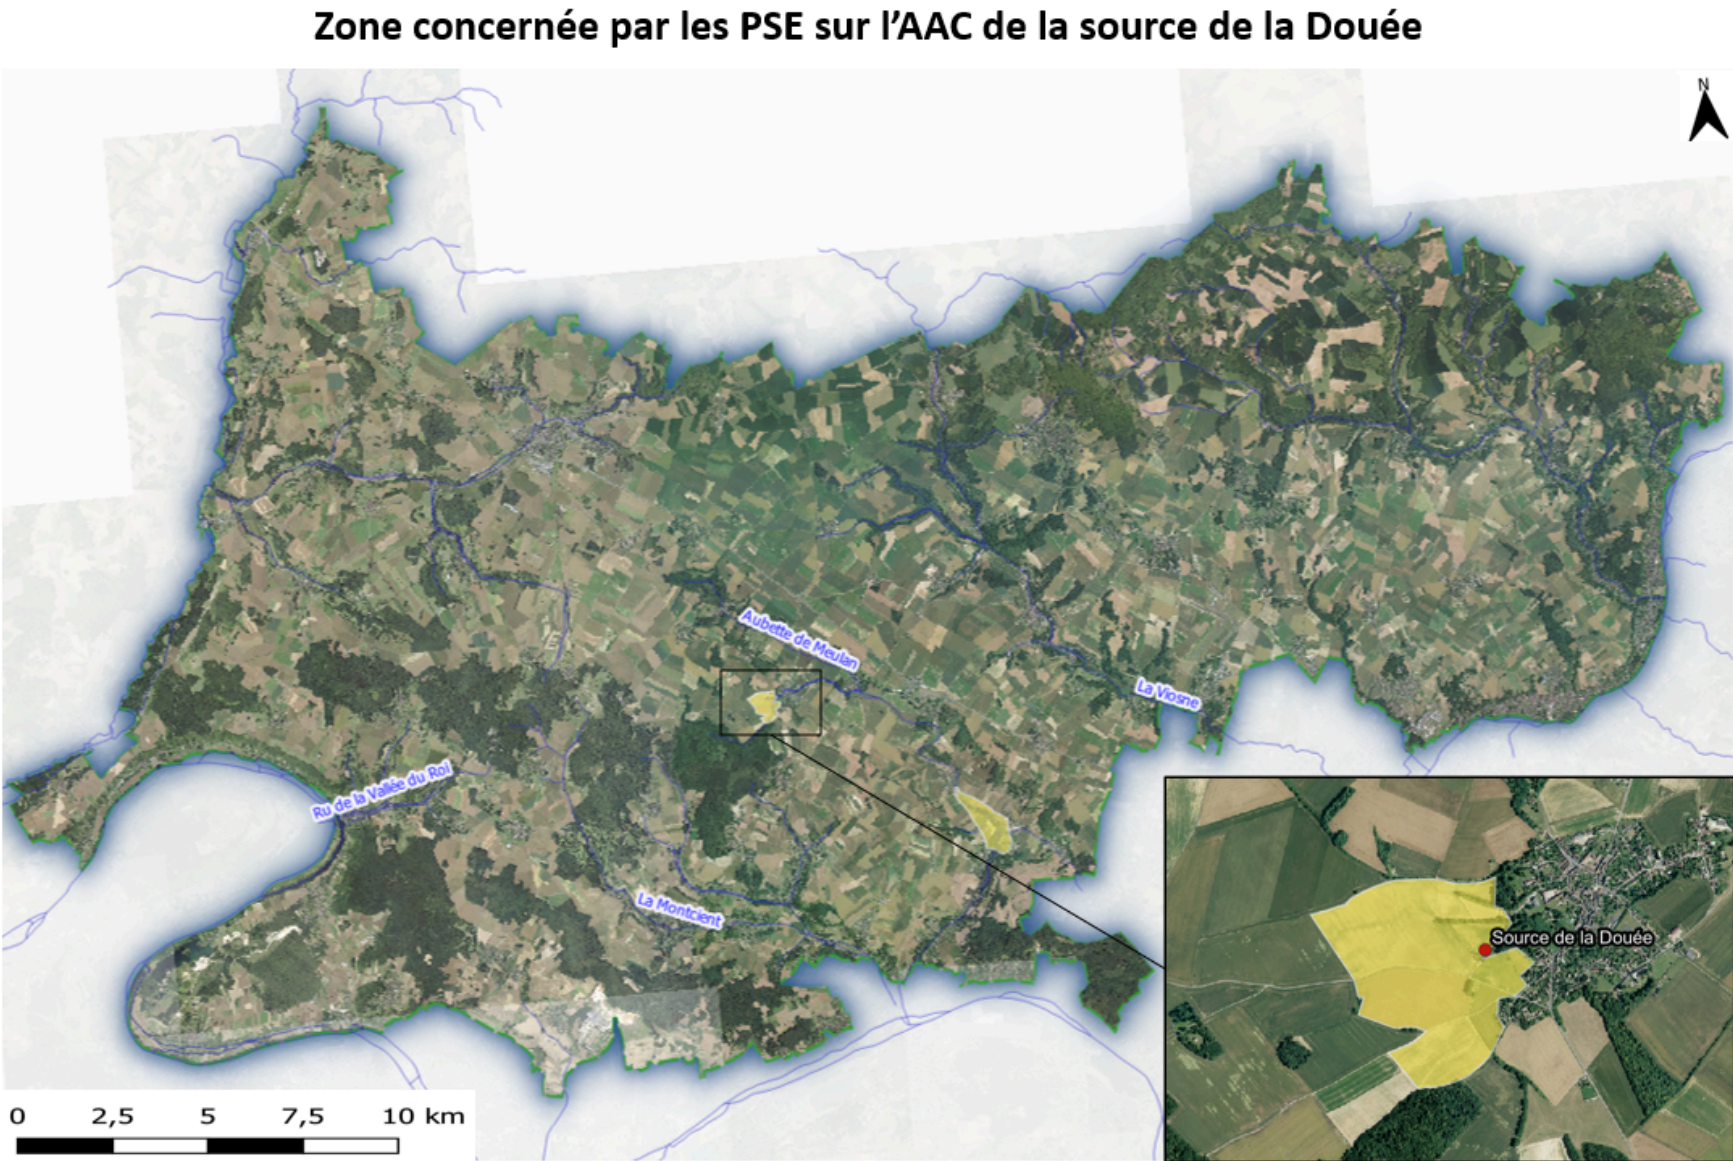 Zone concernée par les PSE sur l’AAC de la source de la Douée
N
Aubette de Meulan
La Viosne
Ru de la Vallée du Roi
La Montcient
Source de la Douée
0 2,5 5 7,5 10 km